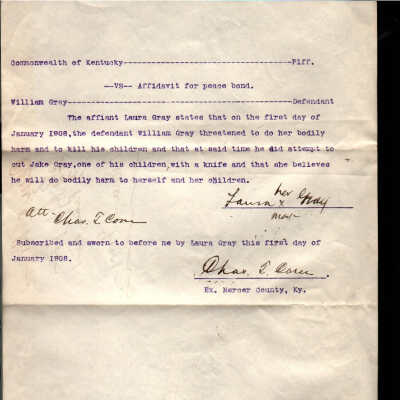 Commonwealth of Kentucky---------------------------------------Plff.
--VS-- Affidavit for peace bond.
William Gray----------------------------------------------------Defendant
The affiant Laura Gray states that on the first day of
January 1908,the defendant William Gray threatened to do her bodily
harm and to kill his children and that at said time he did attempt to
cut Jake Gray,one of his children,with a knife and that she believes
he will do bodily harm to herself and her children.
her
Laura x Gray
mark
Att
Chas. T. Corn
Subscribed and sworn to before me by Laura Gray this first day of
January 1908.
Chas. T. Corn
Ex. Mercer County, Ky.